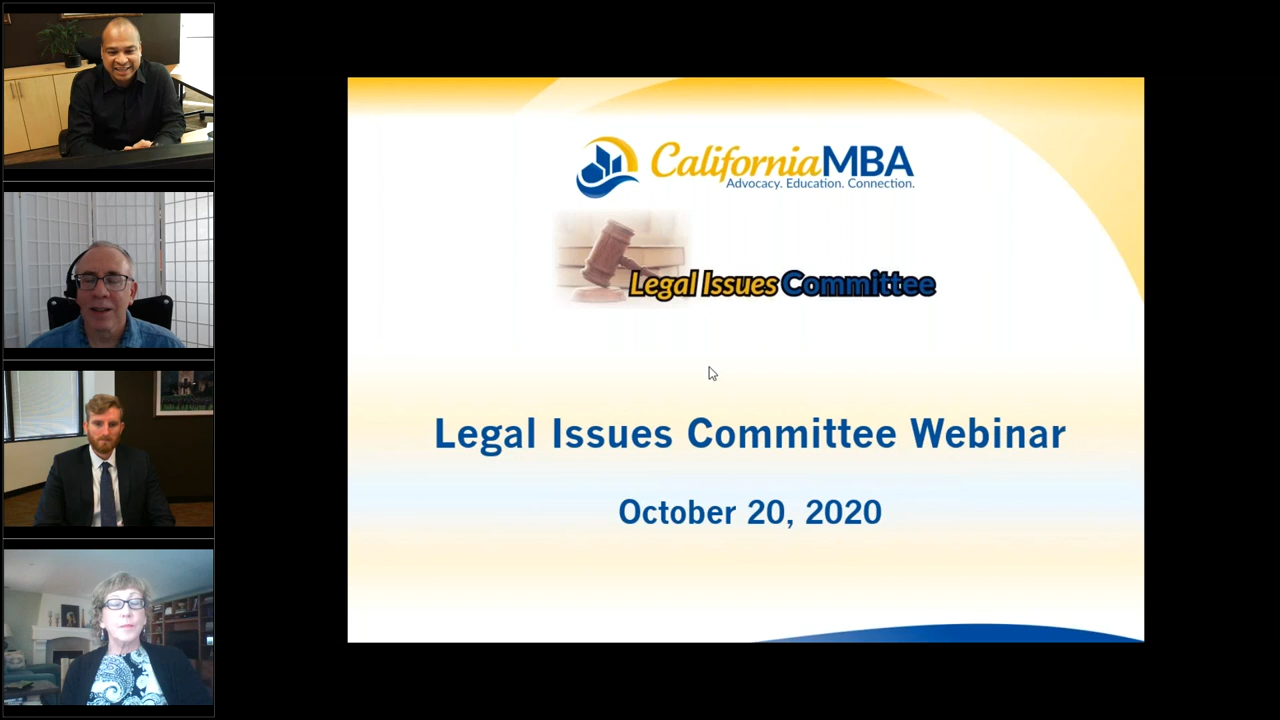 CaliforniaMBA
Advocacy. Education. Connection.
Legal Issues Committee
Legal Issues Committee Webinar
October 20, 2020